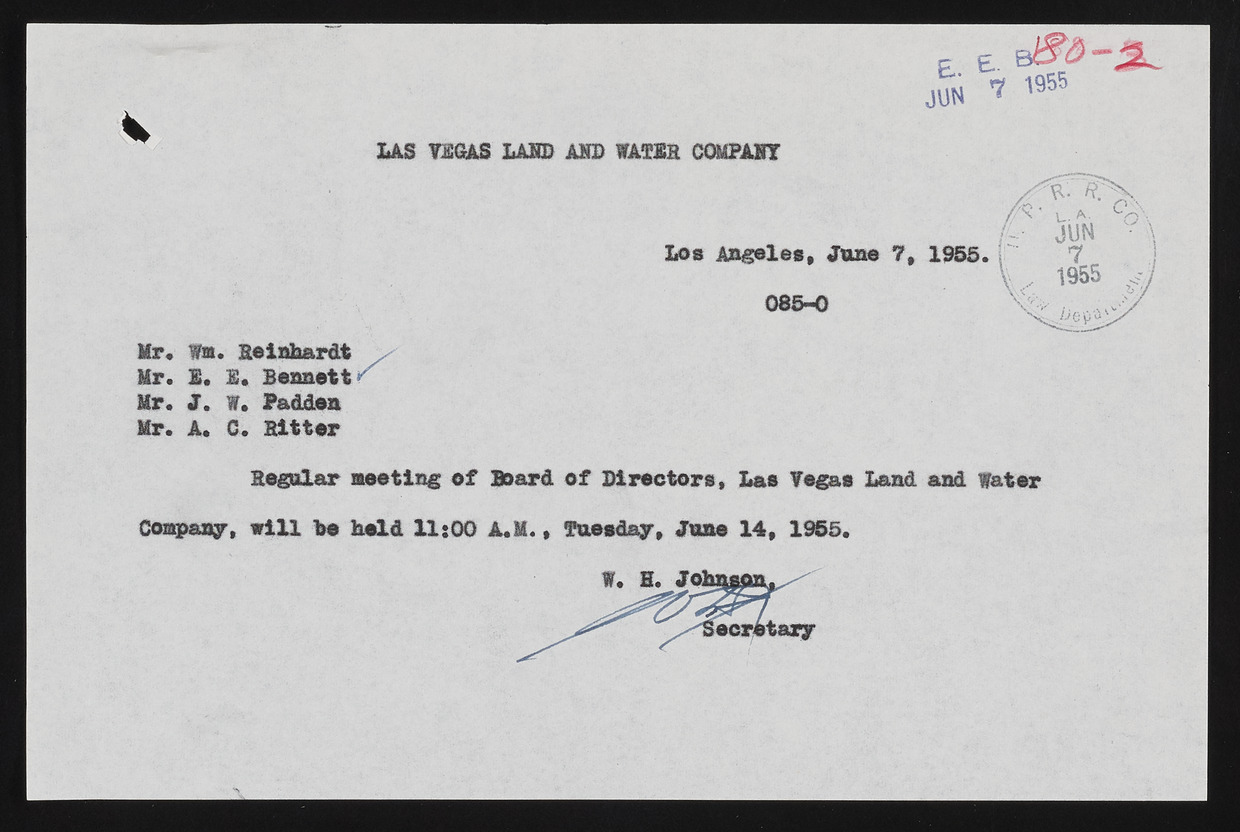 E. E. B. 180-2
JUN 7 1955
LAS VEGAS LAND AND WATER COMPANY
U. P. R. R. CO.
L. A.
JUN
7
1955
Law Department
Los Angeles, June 7, 1955.
085-0
Mr. Wm. Reinhardt
Mr. E. E. Bennett ✓
Mr. J. W. Padden
Mr. A. C. Ritter
Regular meeting of Board of Directors, Las Vegas Land and Water
Company, will be held 11:00 A.M., Tuesday, June 14, 1955.
W. H. Johnson,
Secretary